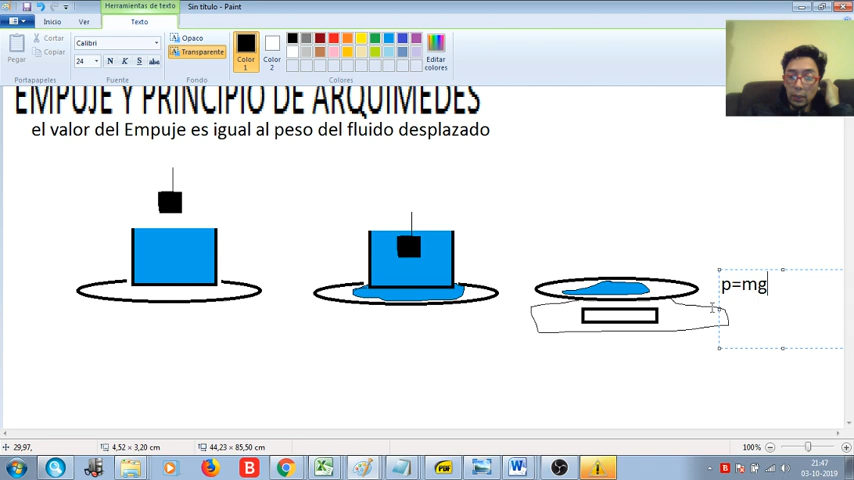 Herramientas de texto
Sin título - Paint
Inicio
Ver
Texto
Pegar
Cortar
Copiar
Portapapeles
Calibri
24
N
K
S
abc
Fuente
Opaco
Transparente
Fondo
Color
1
Color
2
Colores
Editar
colores
EMPUJE Y PRINCIPIO DE ARQUIMEDES
el valor del Empuje es igual al peso del fluido desplazado
p=mg
29,97,
4,52 × 3,20 cm
44,23 × 85,50 cm
100%
21:47
03-10-2019